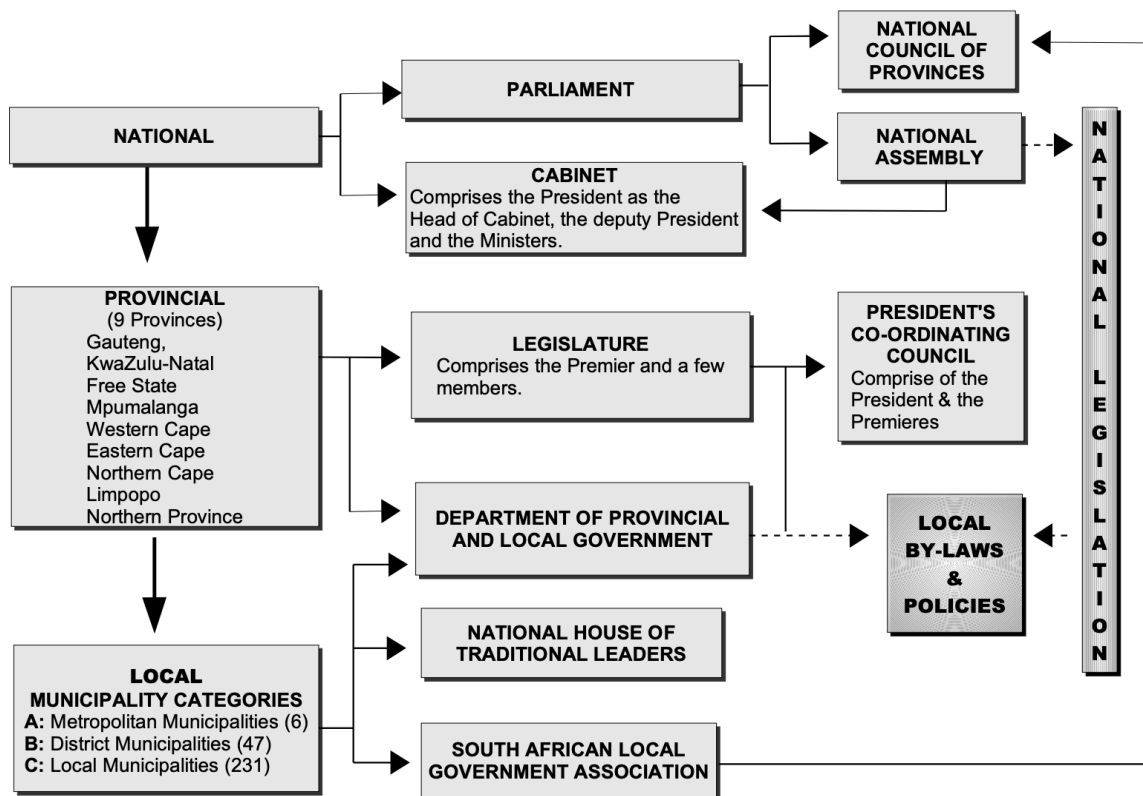 NATIONAL
PARLIAMENT
NATIONAL
COUNCIL OF
PROVINCES
NATIONAL
ASSEMBLY
CABINET
Comprises the President as the
Head of Cabinet, the deputy President
and the Ministers.
NATIONAL LEGISLATION
PROVINCIAL
(9 Provinces)
Gauteng,
KwaZulu-Natal
Free State
Mpumalanga
Western Cape
Eastern Cape
Northern Cape
Limpopo
Northern Province
LEGISLATURE
Comprises the Premier and a few
members.
PRESIDENT'S
CO-ORDINATING
COUNCIL
Comprise of the
President & the
Premieres
DEPARTMENT OF PROVINCIAL
AND LOCAL GOVERNMENT
LOCAL
BY-LAWS
&
POLICIES
LOCAL
MUNICIPALITY CATEGORIES
A: Metropolitan Municipalities (6)
B: District Municipalities (47)
C: Local Municipalities (231)
NATIONAL HOUSE OF
TRADITIONAL LEADERS
SOUTH AFRICAN LOCAL
GOVERNMENT ASSOCIATION